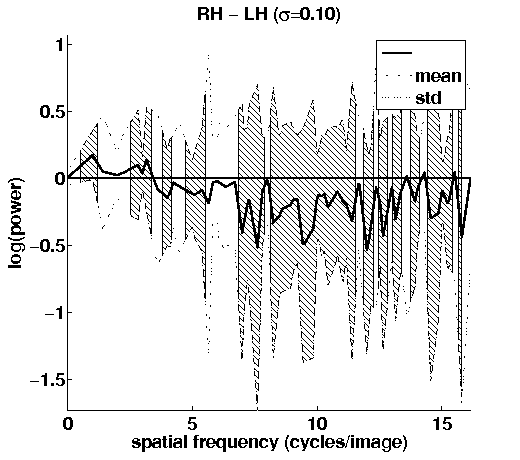 RH − LH (σ=0.10)
mean
std
1
0.5
0
−0.5
−1
−1.5
log(power)
0
5
10
15
spatial frequency (cycles/image)